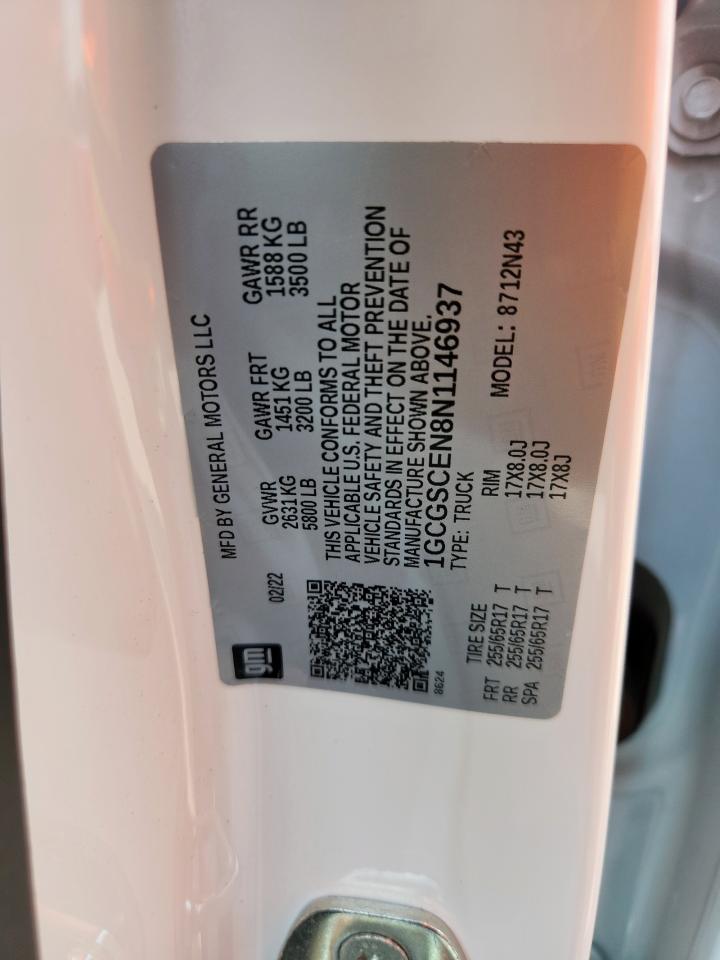 gm
MFD BY GENERAL MOTORS LLC
02/22
GVWR GAWR FRT GAWR RR
2631 KG 1451 KG 1588 KG
5800 LB 3200 LB 3500 LB
THIS VEHICLE CONFORMS TO ALL
APPLICABLE U.S. FEDERAL MOTOR
VEHICLE SAFETY AND THEFT PREVENTION
STANDARDS IN EFFECT ON THE DATE OF
MANUFACTURE SHOWN ABOVE.
8624
1GCGSCEN8N1146937
TYPE: TRUCK MODEL: 8712N43
TIRE SIZE RIM
FRT 255/65R17 T 17X8.0J
RR 255/65R17 T 17X8.0J
SPA 255/65R17 T 17X8J